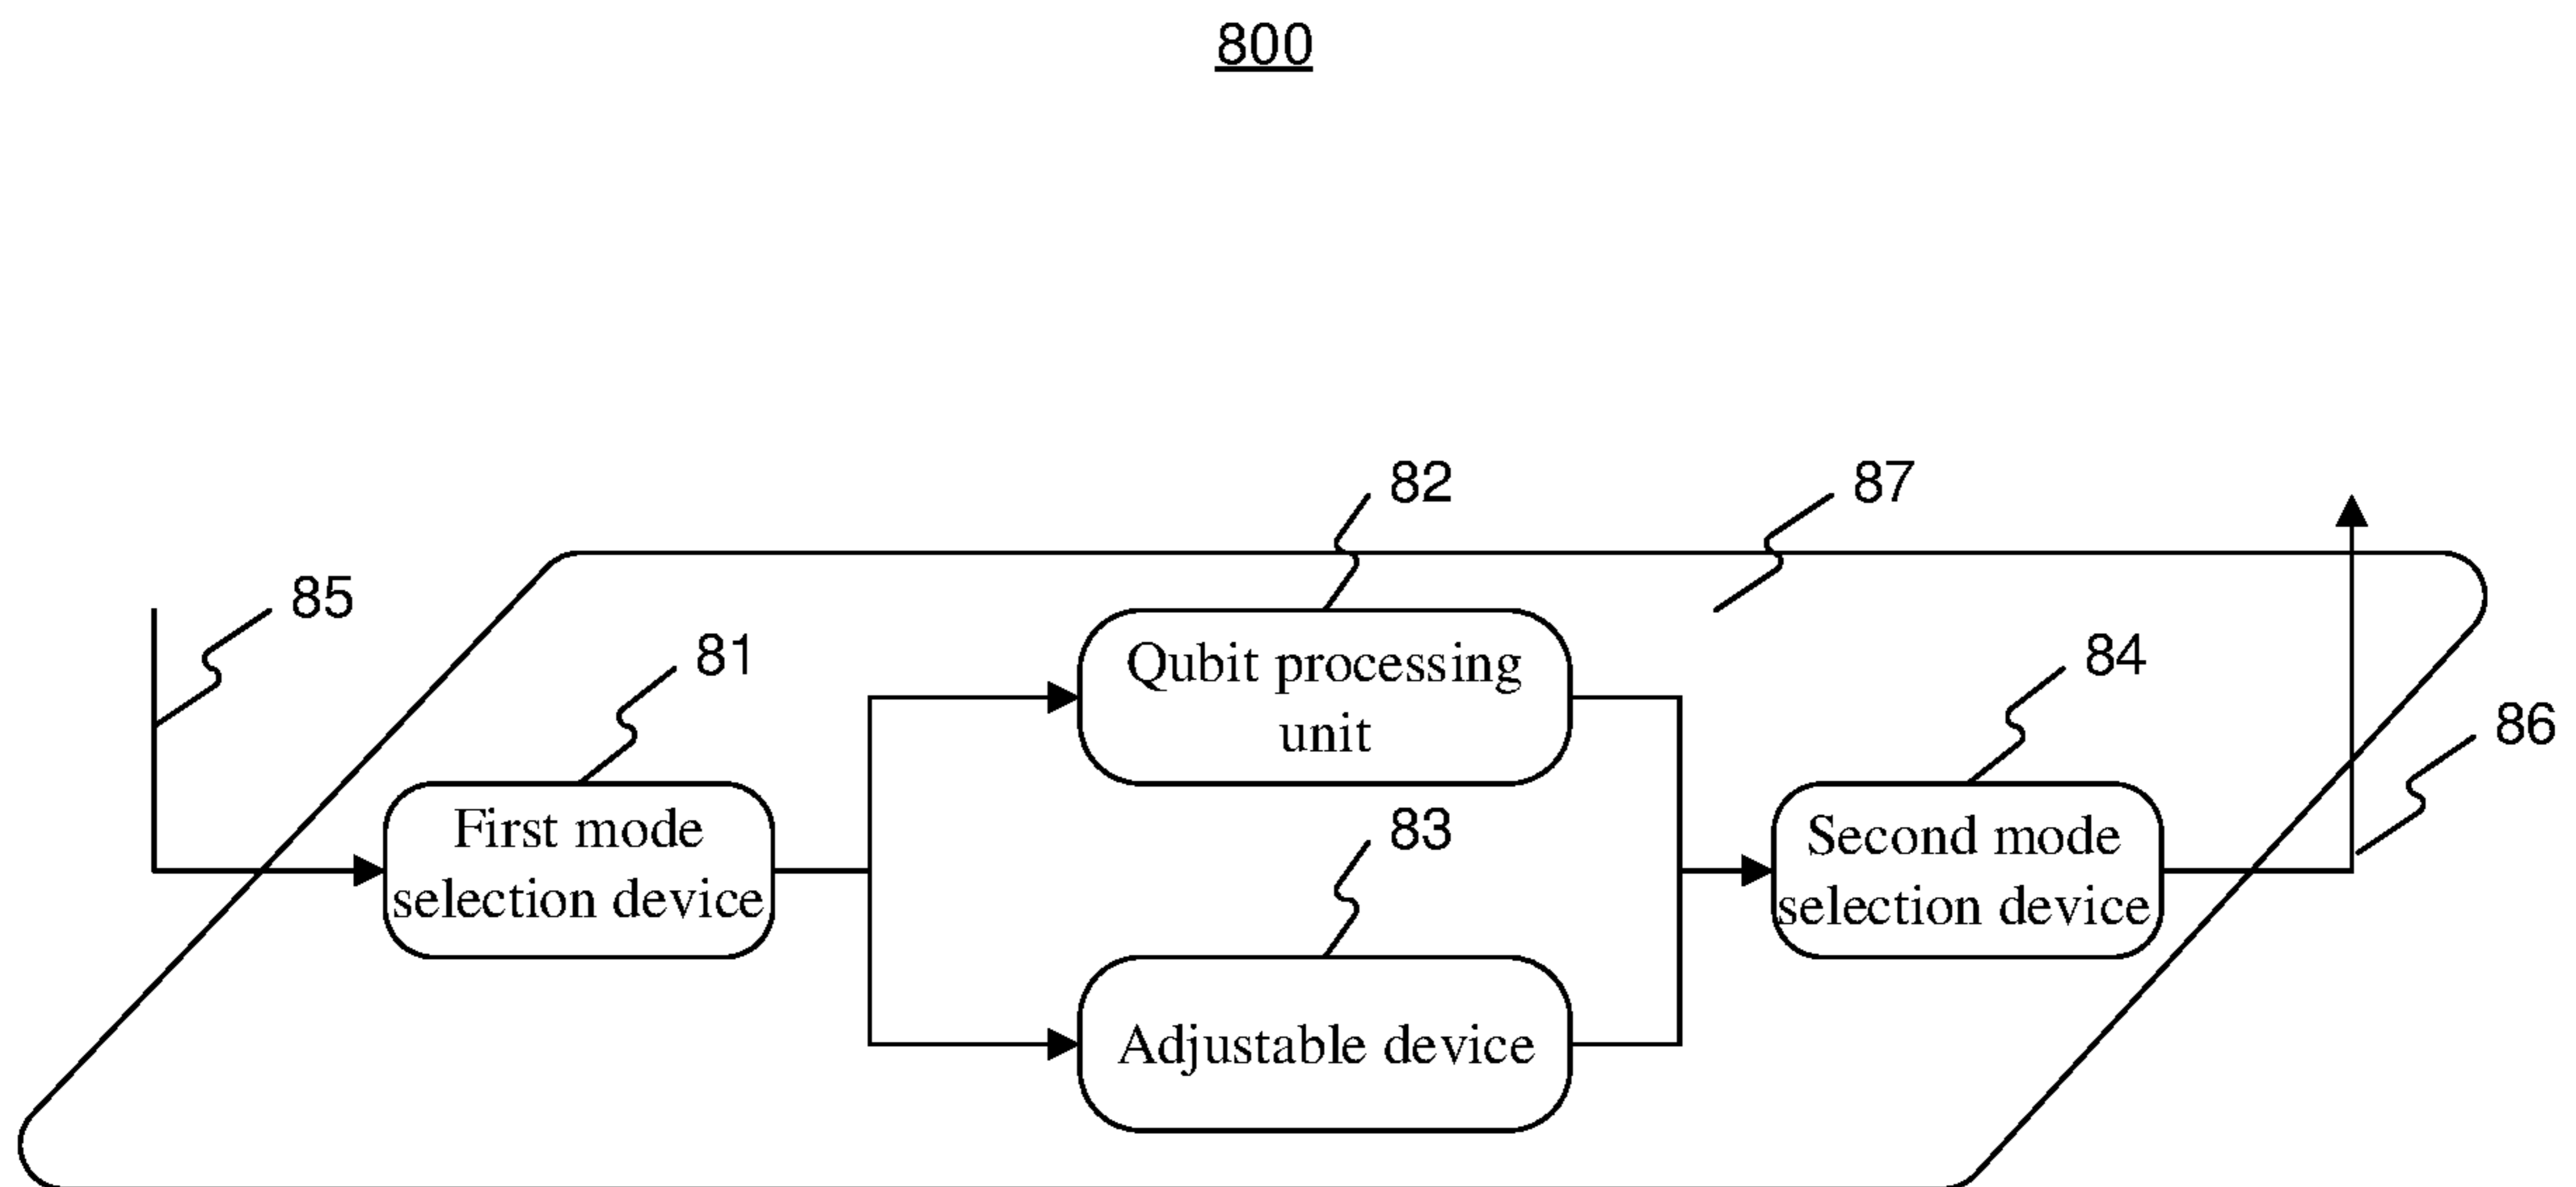 800
82
87
85
81
Qubit processing
unit
84
86
First mode
selection device
83
Second mode
selection device
Adjustable device